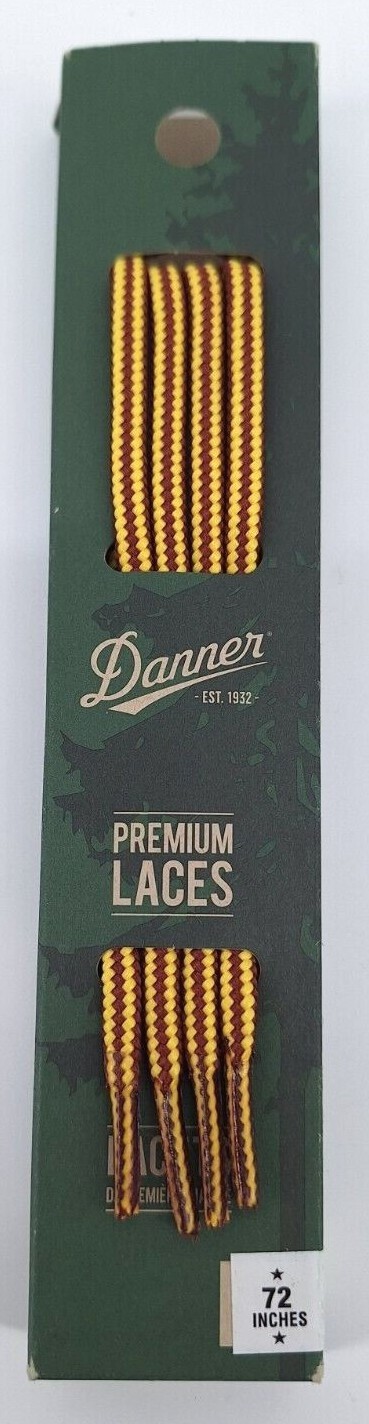 Danner
- EST. 1932 -
PREMIUM
LACES
72
INCHES